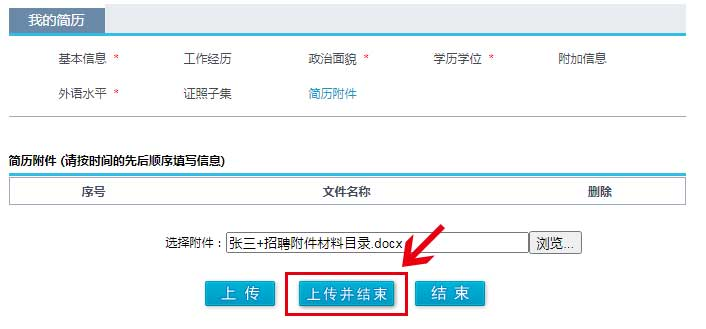 我的简历
基本信息 * 工作经历 政治面貌 * 学历学位 * 附加信息
外语水平 * 证照子集 简历附件
简历附件 (请按时间的先后顺序填写信息)
序号 文件名称 删除
选择附件： 张三+招聘附件材料目录.docx 浏览...
上传 上传并结束 结束